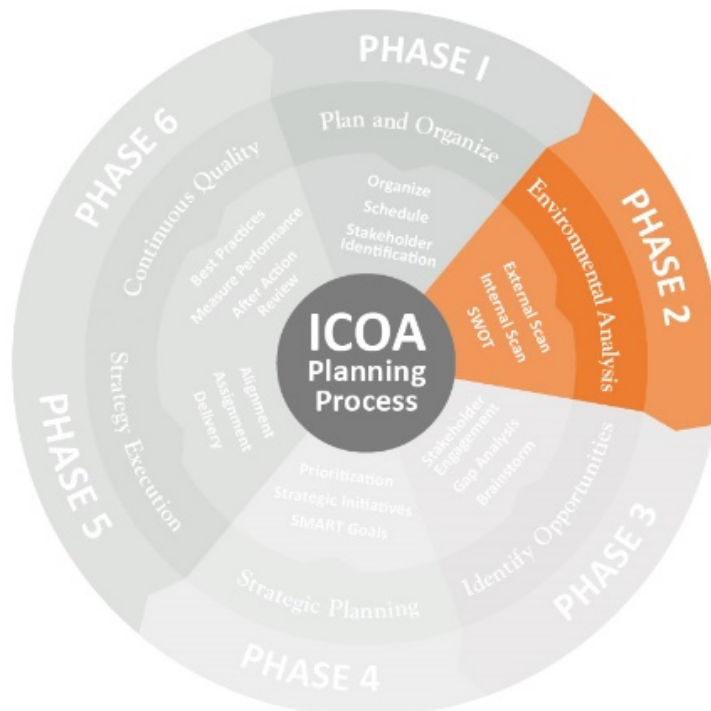 ICOA
Planning
Process
PHASE I
Plan and Organize
Organize
Schedule
Stakeholder
Identification
PHASE 2
Environmental Analysis
External Scan
Internal Scan
SWOT
PHASE 3
Identify Opportunities
Stakeholder
Engagement
Gap Analysis
Brainstorm
PHASE 4
Strategic Planning
Prioritization
Strategic Initiatives
SMART Goals
PHASE 5
Strategy Execution
Alignment
Assignment
Delivery
PHASE 6
Continuous Quality
Best Practices
Measure Performance
After Action
Review